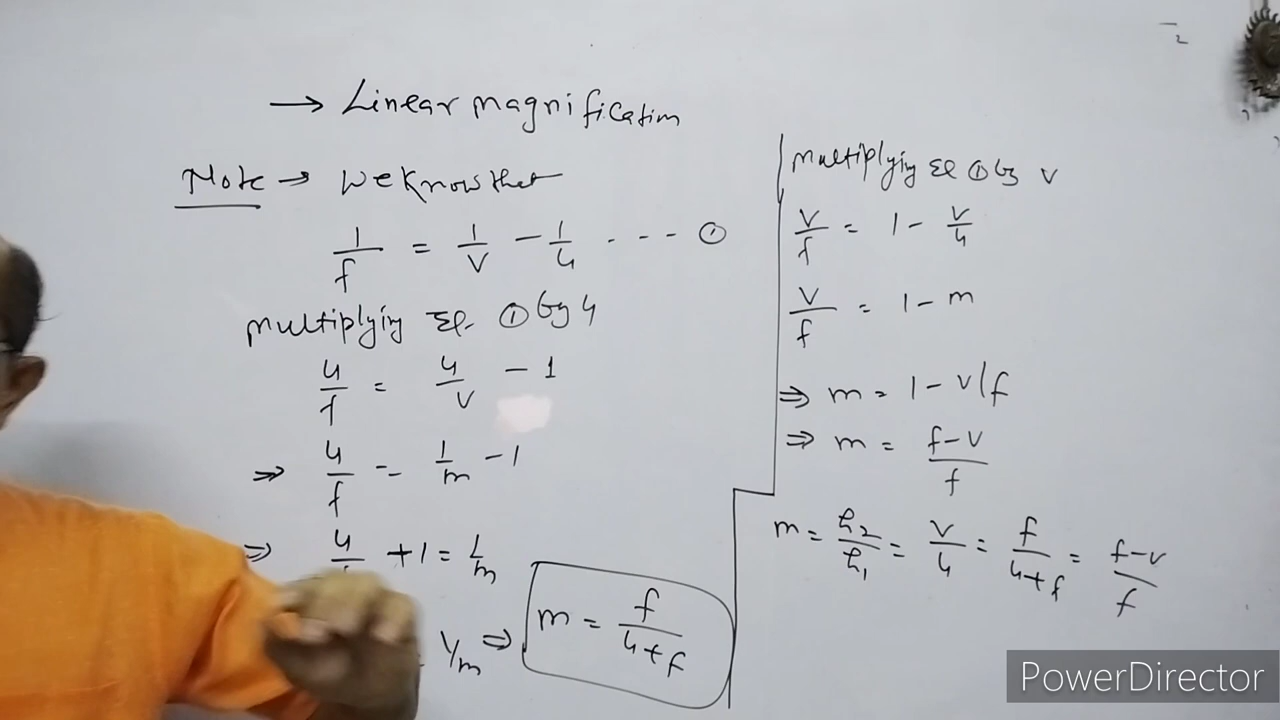 → Linear magnification
Note → We know that
1/f = 1/v - 1/u . - - - ①
multiplying Eq. ① by u
u/f = u/v - 1
⇒ u/f = 1/m - 1
⇒ u/ +1 = 1/m
1/m ⇒ m = f/(u+f)
multiplying Eq ① by v
v/f = 1 - v/u
v/f = 1 - m
⇒ m = 1 - v/f
⇒ m = (f-v)/f
m = h₂/h₁ = v/u = f/(u+f) = (f-v)/f
PowerDirector